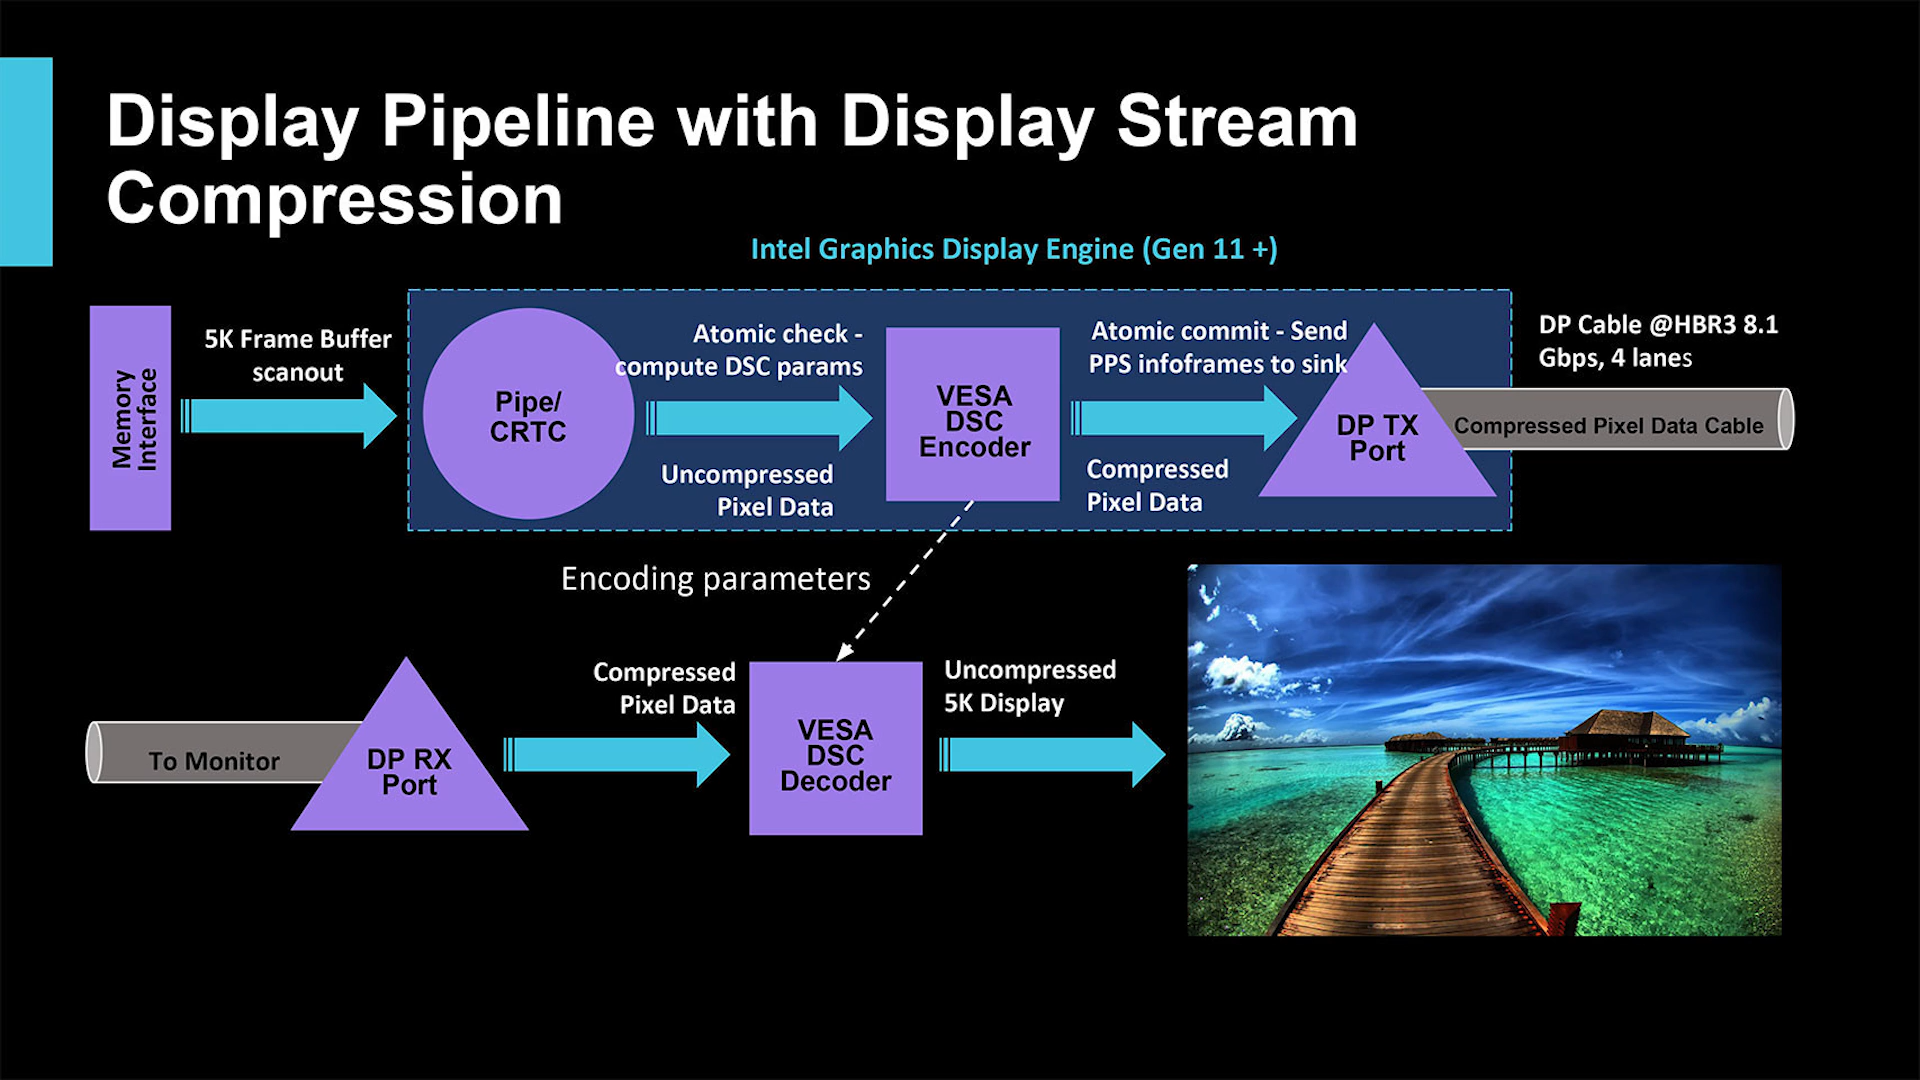 Display Pipeline with Display Stream
Compression
Intel Graphics Display Engine (Gen 11 +)
Memory
Interface
5K Frame Buffer
scanout
Pipe/
CRTC
Atomic check -
compute DSC params
Uncompressed
Pixel Data
VESA
DSC
Encoder
Atomic commit - Send
PPS infoframes to sink
Compressed
Pixel Data
DP TX
Port
DP Cable @HBR3 8.1
Gbps, 4 lanes
Compressed Pixel Data Cable
Encoding parameters
To Monitor
DP RX
Port
Compressed
Pixel Data
VESA
DSC
Decoder
Uncompressed
5K Display